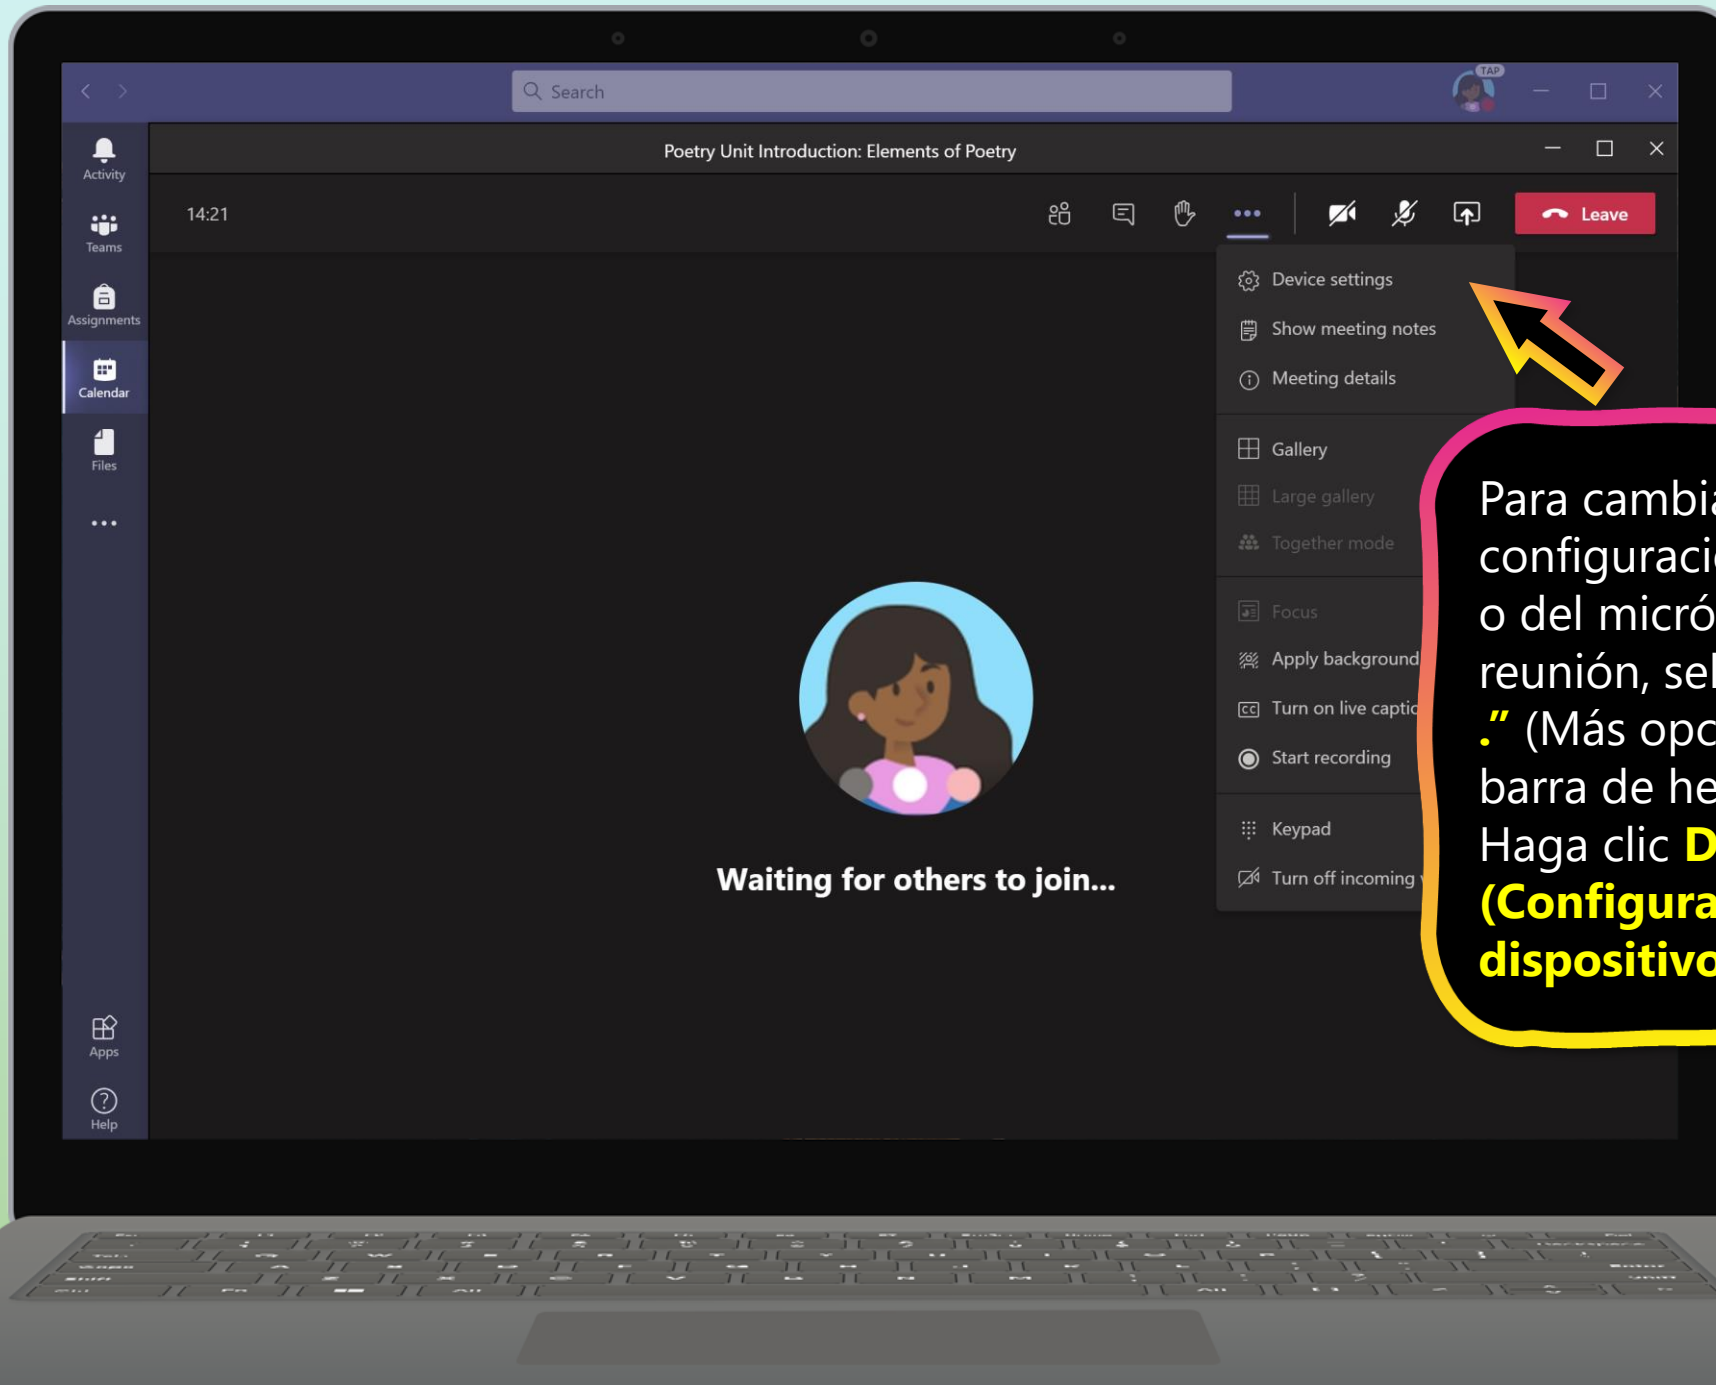 Search
TAP
Activity
Teams
Assignments
Calendar
Files
Apps
Help
Poetry Unit Introduction: Elements of Poetry
14:21
Leave
Device settings
Show meeting notes
Meeting details
Gallery
Large gallery
Together mode
Focus
Apply background
Turn on live captio
Start recording
Keypad
Turn off incoming
Waiting for others to join...
Para cambia
configuraci
o del micró
reunión, sel
." (Más opc
barra de he
Haga clic D
(Configura
dispositivo